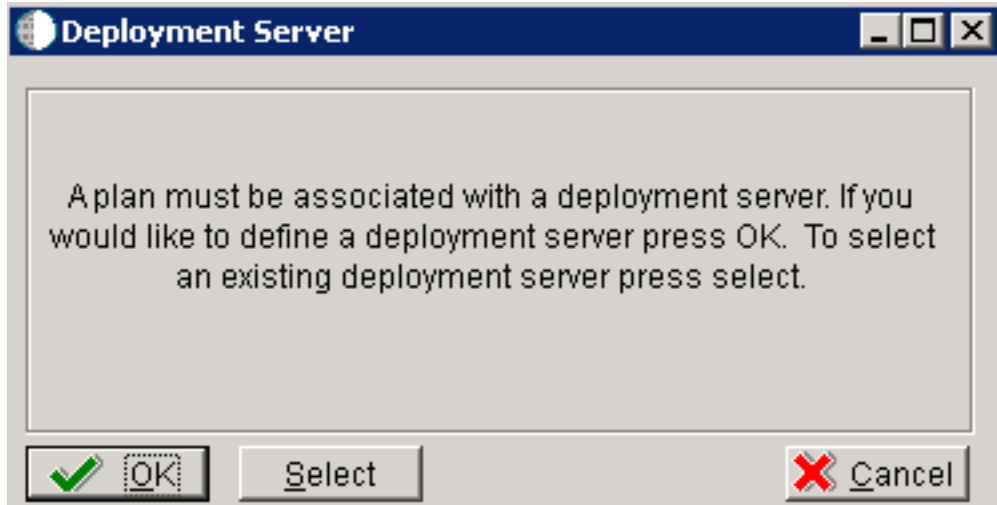 Deployment Server
A plan must be associated with a deployment server. If you
would like to define a deployment server press OK.  To select
an existing deployment server press select.
OK
Select
Cancel